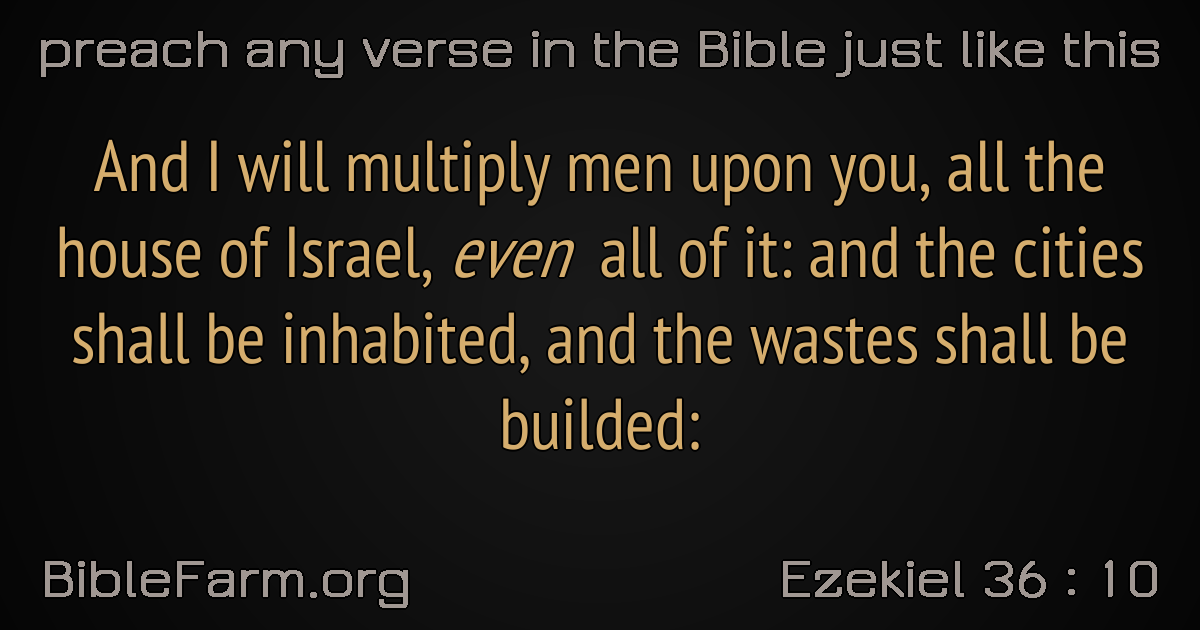 preach any verse in the Bible just like this
And I will multiply men upon you, all the
house of Israel, even all of it: and the cities
shall be inhabited, and the wastes shall be
builded:
BibleFarm.org
Ezekiel 36 : 10